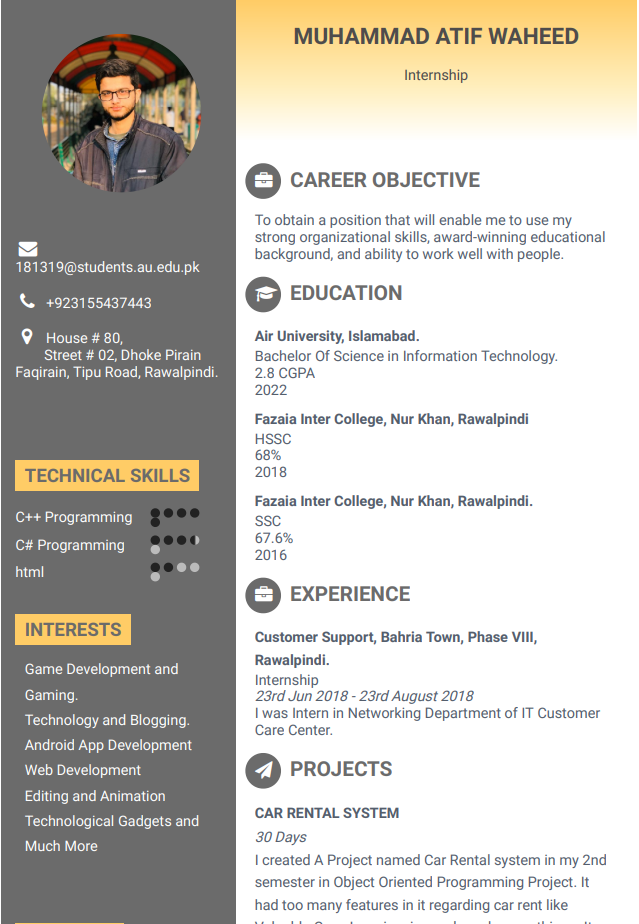 MUHAMMAD ATIF WAHEED
Internship
181319@students.au.edu.pk
+923155437443
House # 80,
Street # 02, Dhoke Pirain
Faqirain, Tipu Road, Rawalpindi.
TECHNICAL SKILLS
C++ Programming
C# Programming
html
INTERESTS
Game Development and
Gaming.
Technology and Blogging.
Android App Development
Web Development
Editing and Animation
Technological Gadgets and
Much More
CAREER OBJECTIVE
To obtain a position that will enable me to use my
strong organizational skills, award-winning educational
background, and ability to work well with people.
EDUCATION
Air University, Islamabad.
Bachelor Of Science in Information Technology.
2.8 CGPA
2022
Fazaia Inter College, Nur Khan, Rawalpindi
HSSC
68%
2018
Fazaia Inter College, Nur Khan, Rawalpindi.
SSC
67.6%
2016
EXPERIENCE
Customer Support, Bahria Town, Phase VIII,
Rawalpindi.
Internship
23rd Jun 2018 - 23rd August 2018
I was Intern in Networking Department of IT Customer
Care Center.
PROJECTS
CAR RENTAL SYSTEM
30 Days
I created A Project named Car Rental system in my 2nd
semester in Object Oriented Programming Project. It
had too many features in it regarding car rent like